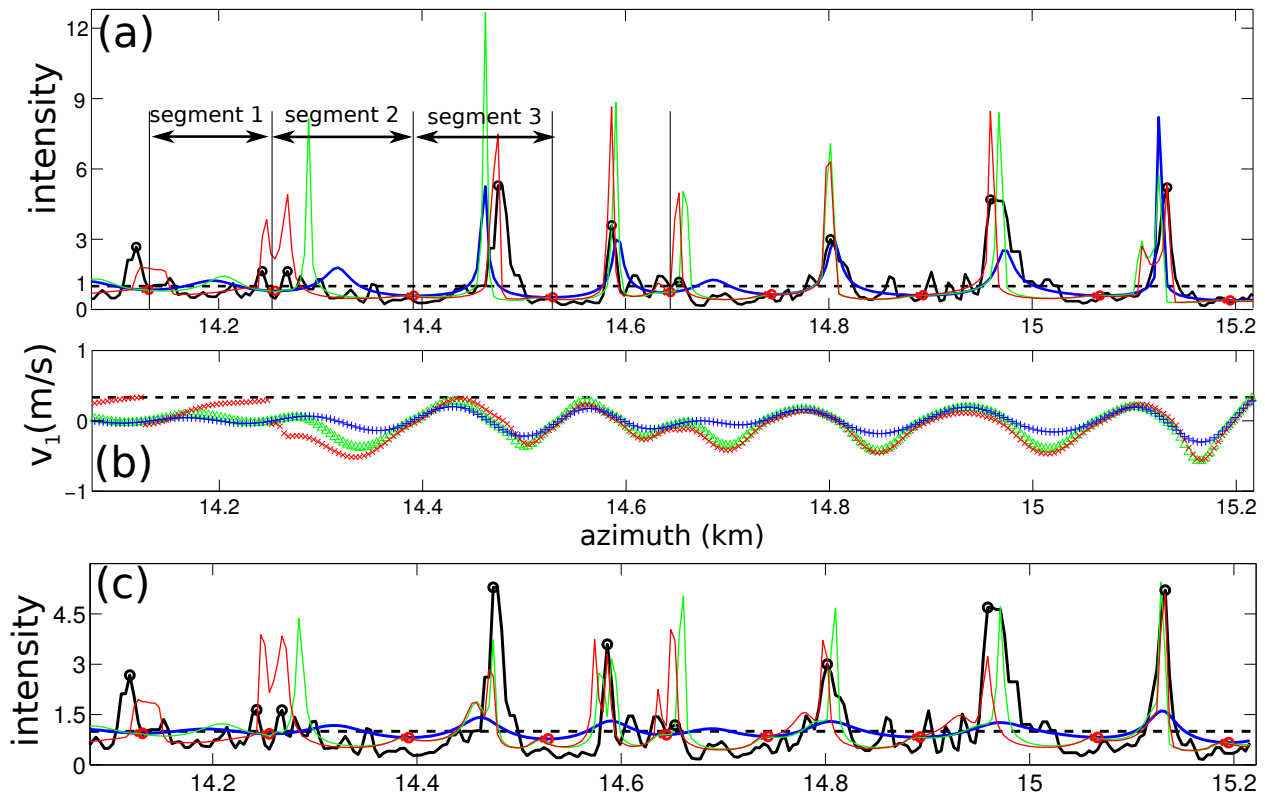 (a)
intensity
12
9
6
3
1
0
segment 1 segment 2 segment 3
14.2 14.4 14.6 14.8 15 15.2
v1(m/s)
1
0
−1
(b)
14.2 14.4 14.6 14.8 15 15.2
azimuth (km)
(c)
intensity
4.5
3
1.5
0
14.2 14.4 14.6 14.8 15 15.2